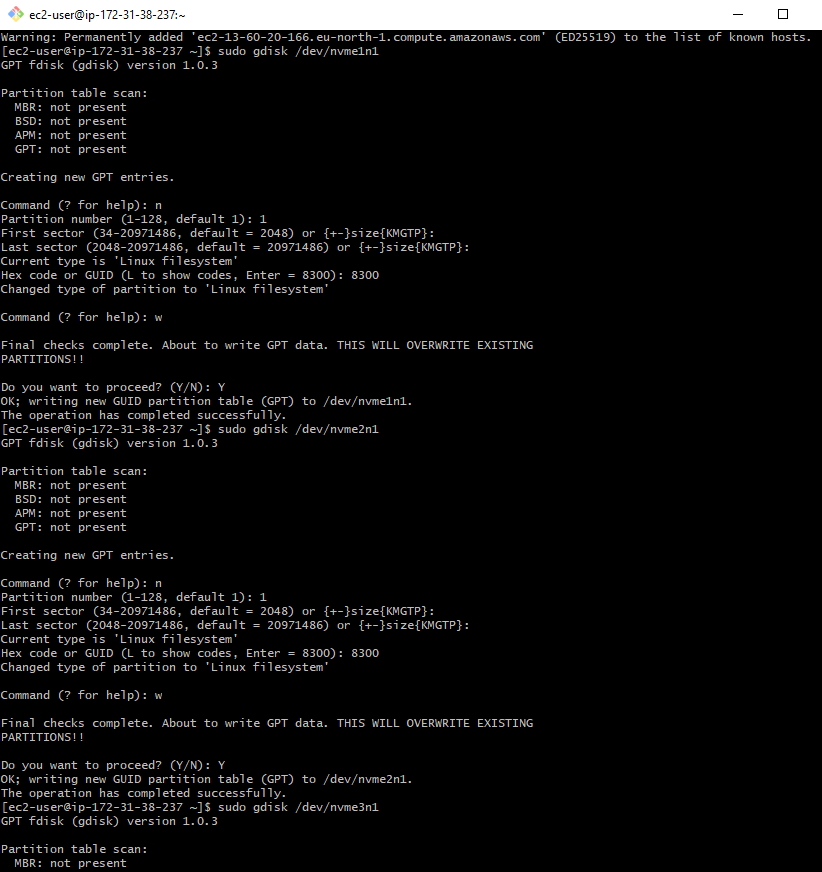 ec2-user@ip-172-31-38-237:~
Warning: Permanently added 'ec2-13-60-20-166.eu-north-1.compute.amazonaws.com' (ED25519) to the list of known hosts.
[ec2-user@ip-172-31-38-237 ~]$ sudo gdisk /dev/nvme1n1
GPT fdisk (gdisk) version 1.0.3

Partition table scan:
  MBR: not present
  BSD: not present
  APM: not present
  GPT: not present

Creating new GPT entries.

Command (? for help): n
Partition number (1-128, default 1): 1
First sector (34-20971486, default = 2048) or {+-}size{KMGTP}:
Last sector (2048-20971486, default = 20971486) or {+-}size{KMGTP}:
Current type is 'Linux filesystem'
Hex code or GUID (L to show codes, Enter = 8300): 8300
Changed type of partition to 'Linux filesystem'

Command (? for help): w

Final checks complete. About to write GPT data. THIS WILL OVERWRITE EXISTING
PARTITIONS!!

Do you want to proceed? (Y/N): Y
OK; writing new GUID partition table (GPT) to /dev/nvme1n1.
The operation has completed successfully.
[ec2-user@ip-172-31-38-237 ~]$ sudo gdisk /dev/nvme2n1
GPT fdisk (gdisk) version 1.0.3

Partition table scan:
  MBR: not present
  BSD: not present
  APM: not present
  GPT: not present

Creating new GPT entries.

Command (? for help): n
Partition number (1-128, default 1): 1
First sector (34-20971486, default = 2048) or {+-}size{KMGTP}:
Last sector (2048-20971486, default = 20971486) or {+-}size{KMGTP}:
Current type is 'Linux filesystem'
Hex code or GUID (L to show codes, Enter = 8300): 8300
Changed type of partition to 'Linux filesystem'

Command (? for help): w

Final checks complete. About to write GPT data. THIS WILL OVERWRITE EXISTING
PARTITIONS!!

Do you want to proceed? (Y/N): Y
OK; writing new GUID partition table (GPT) to /dev/nvme2n1.
The operation has completed successfully.
[ec2-user@ip-172-31-38-237 ~]$ sudo gdisk /dev/nvme3n1
GPT fdisk (gdisk) version 1.0.3

Partition table scan:
  MBR: not present